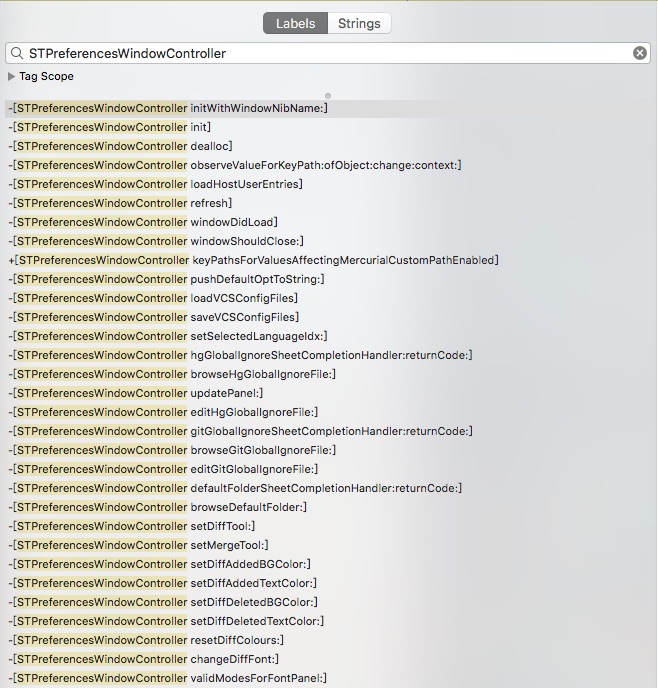 Labels Strings
STPreferencesWindowController
Tag Scope
-[STPreferencesWindowController initWithWindowNibName:]
-[STPreferencesWindowController init]
-[STPreferencesWindowController dealloc]
-[STPreferencesWindowController observeValueForKeyPath:ofObject:change:context:]
-[STPreferencesWindowController loadHostUserEntries]
-[STPreferencesWindowController refresh]
-[STPreferencesWindowController windowDidLoad]
-[STPreferencesWindowController windowShouldClose:]
+[STPreferencesWindowController keyPathsForValuesAffectingMercurialCustomPathEnabled]
-[STPreferencesWindowController pushDefaultOptToString:]
-[STPreferencesWindowController loadVCSConfigFiles]
-[STPreferencesWindowController saveVCSConfigFiles]
-[STPreferencesWindowController setSelectedLanguageIdx:]
-[STPreferencesWindowController hgGlobalIgnoreSheetCompletionHandler:returnCode:]
-[STPreferencesWindowController browseHgGlobalIgnoreFile:]
-[STPreferencesWindowController updatePanel:]
-[STPreferencesWindowController editHgGlobalIgnoreFile:]
-[STPreferencesWindowController gitGlobalIgnoreSheetCompletionHandler:returnCode:]
-[STPreferencesWindowController browseGitGlobalIgnoreFile:]
-[STPreferencesWindowController editGitGlobalIgnoreFile:]
-[STPreferencesWindowController defaultFolderSheetCompletionHandler:returnCode:]
-[STPreferencesWindowController browseDefaultFolder:]
-[STPreferencesWindowController setDiffTool:]
-[STPreferencesWindowController setMergeTool:]
-[STPreferencesWindowController setDiffAddedBGColor:]
-[STPreferencesWindowController setDiffAddedTextColor:]
-[STPreferencesWindowController setDiffDeletedBGColor:]
-[STPreferencesWindowController setDiffDeletedTextColor:]
-[STPreferencesWindowController resetDiffColours:]
-[STPreferencesWindowController changeDiffFont:]
-[STPreferencesWindowController validModesForFontPanel:]